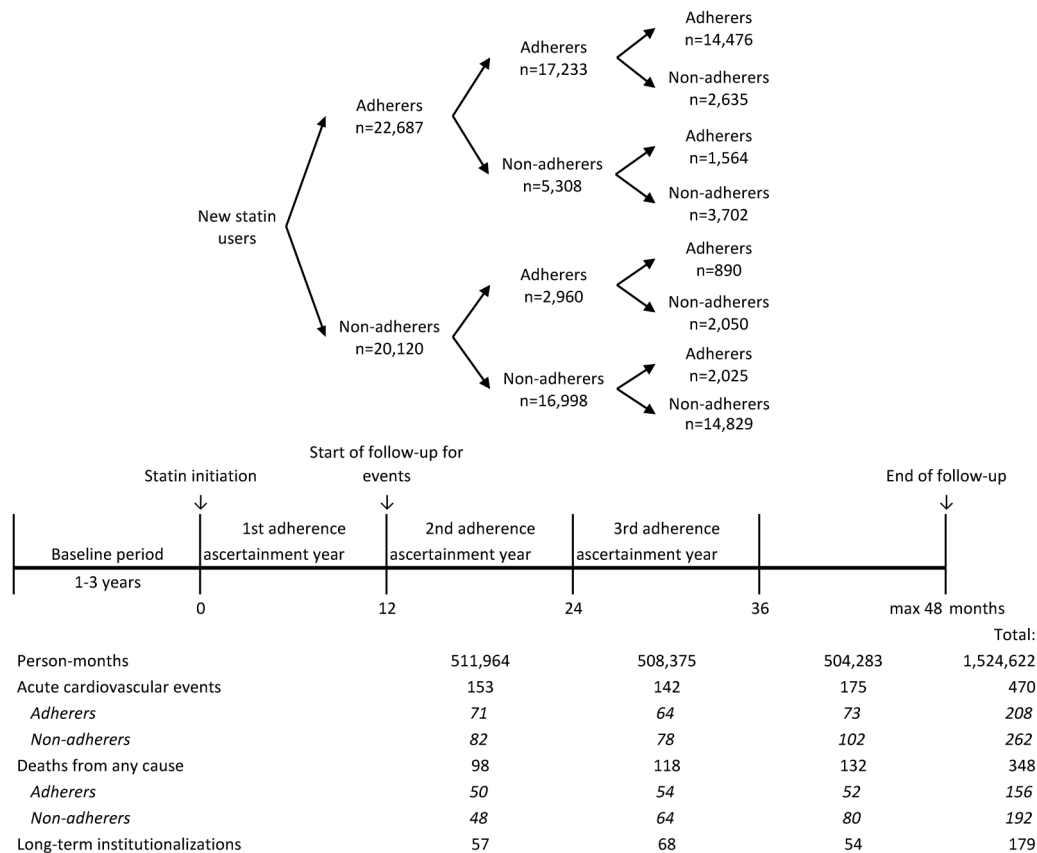 Adherers
n=14,476
Adherers
n=17,233
Non-adherers
n=2,635
Adherers
n=22,687
Adherers
n=1,564
Non-adherers
n=5,308
Non-adherers
n=3,702
New statin
users
Adherers
n=890
Adherers
n=2,960
Non-adherers
n=2,050
Non-adherers
n=20,120
Adherers
n=2,025
Non-adherers
n=16,998
Non-adherers
n=14,829
Start of follow-up for
events
Statin initiation
End of follow-up
1st adherence
ascertainment year
2nd adherence
ascertainment year
3rd adherence
ascertainment year
Baseline period
1-3 years
0 12 24 36 max 48 months
Total:
Person-months 511,964 508,375 504,283 1,524,622
Acute cardiovascular events 153 142 175 470
Adherers 71 64 73 208
Non-adherers 82 78 102 262
Deaths from any cause 98 118 132 348
Adherers 50 54 52 156
Non-adherers 48 64 80 192
Long-term institutionalizations 57 68 54 179